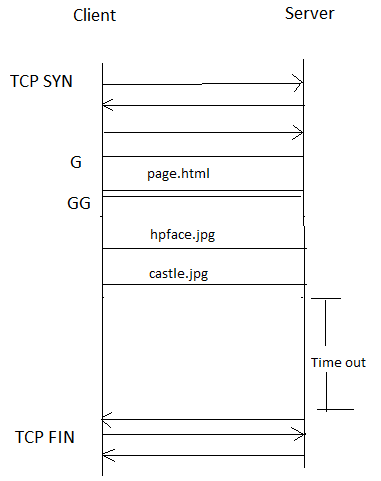 Client
Server
TCP SYN
G
page.html
GG
hpface.jpg
castle.jpg
Time out
TCP FIN